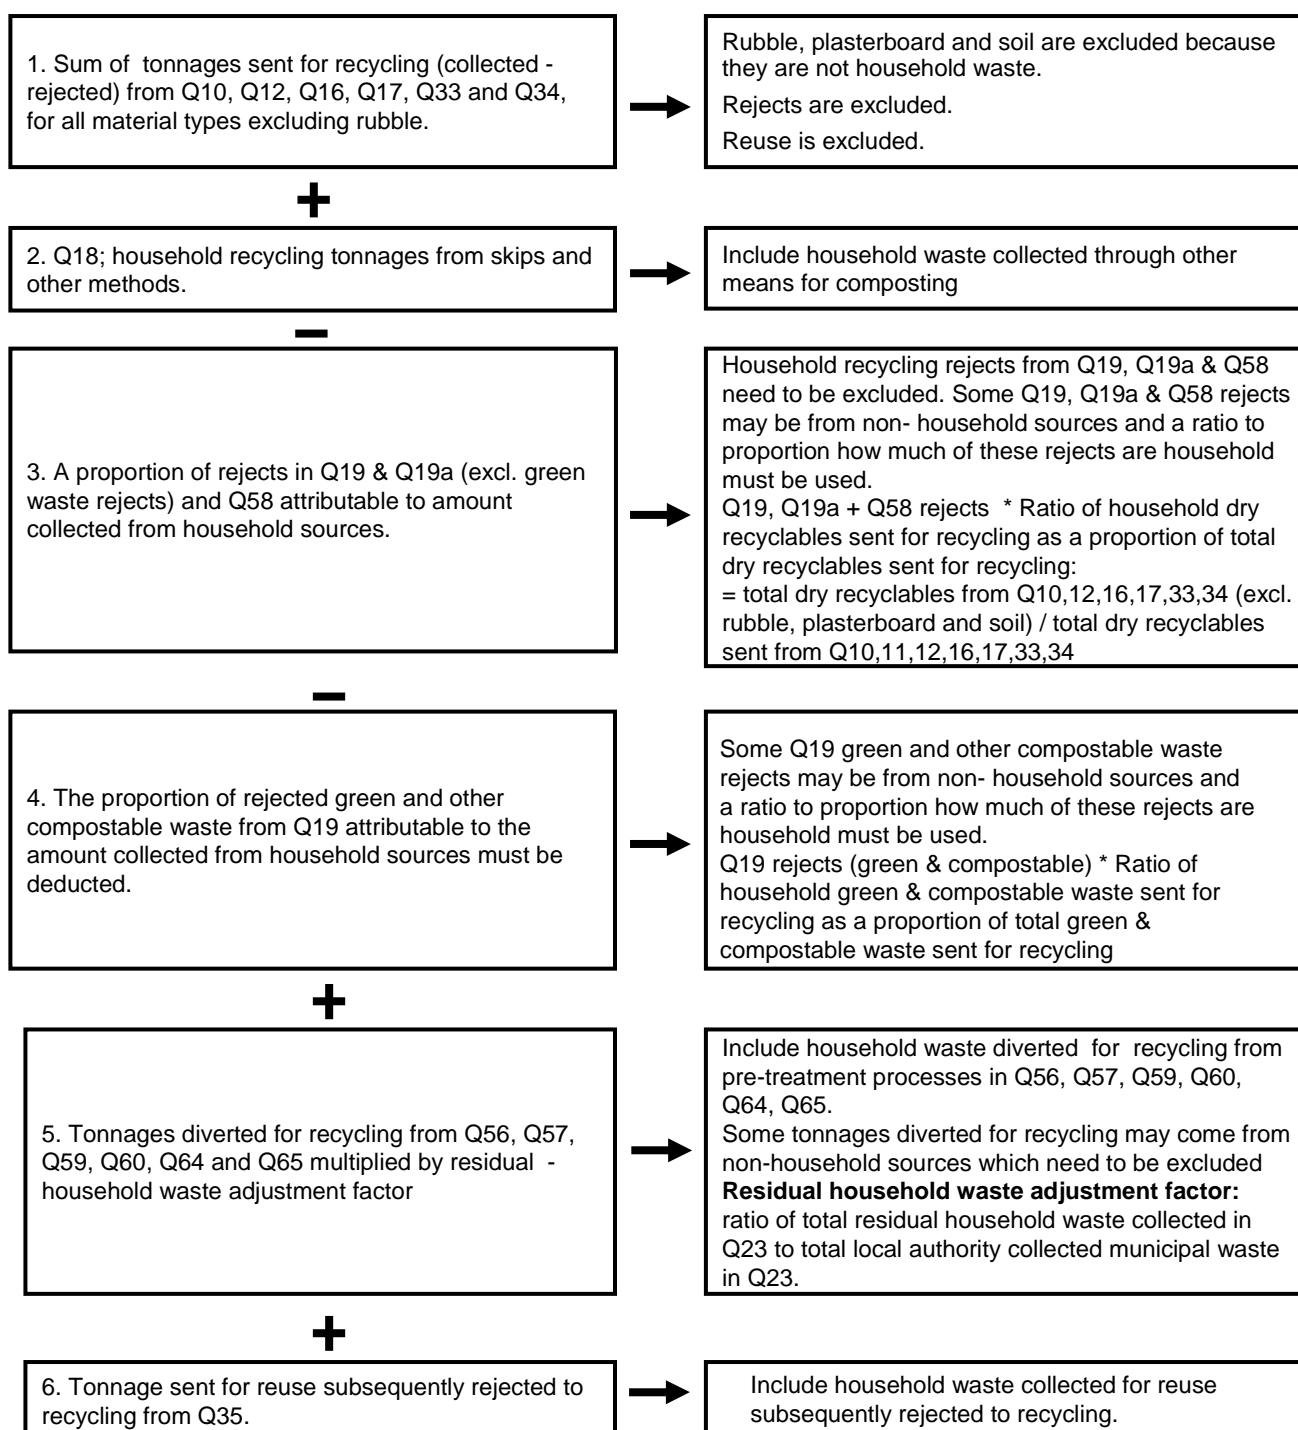 1. Sum of tonnages sent for recycling (collected -
rejected) from Q10, Q12, Q16, Q17, Q33 and Q34,
for all material types excluding rubble.
Rubble, plasterboard and soil are excluded because
they are not household waste.
Rejects are excluded.
Reuse is excluded.
+
2. Q18; household recycling tonnages from skips and
other methods.
Include household waste collected through other
means for composting
–
3. A proportion of rejects in Q19 & Q19a (excl. green
waste rejects) and Q58 attributable to amount
collected from household sources.
Household recycling rejects from Q19, Q19a & Q58
need to be excluded. Some Q19, Q19a & Q58 rejects
may be from non- household sources and a ratio to
proportion how much of these rejects are household
must be used.
Q19, Q19a + Q58 rejects * Ratio of household dry
recyclables sent for recycling as a proportion of total
dry recyclables sent for recycling:
= total dry recyclables from Q10,12,16,17,33,34 (excl.
rubble, plasterboard and soil) / total dry recyclables
sent from Q10,11,12,16,17,33,34
–
4. The proportion of rejected green and other
compostable waste from Q19 attributable to the
amount collected from household sources must be
deducted.
Some Q19 green and other compostable waste
rejects may be from non- household sources and
a ratio to proportion how much of these rejects are
household must be used.
Q19 rejects (green & compostable) * Ratio of
household green & compostable waste sent for
recycling as a proportion of total green &
compostable waste sent for recycling
+
5. Tonnages diverted for recycling from Q56, Q57,
Q59, Q60, Q64 and Q65 multiplied by residual -
household waste adjustment factor
Include household waste diverted for recycling from
pre-treatment processes in Q56, Q57, Q59, Q60,
Q64, Q65.
Some tonnages diverted for recycling may come from
non-household sources which need to be excluded
Residual household waste adjustment factor:
ratio of total residual household waste collected in
Q23 to total local authority collected municipal waste
in Q23.
+
6. Tonnage sent for reuse subsequently rejected to
recycling from Q35.
Include household waste collected for reuse
subsequently rejected to recycling.